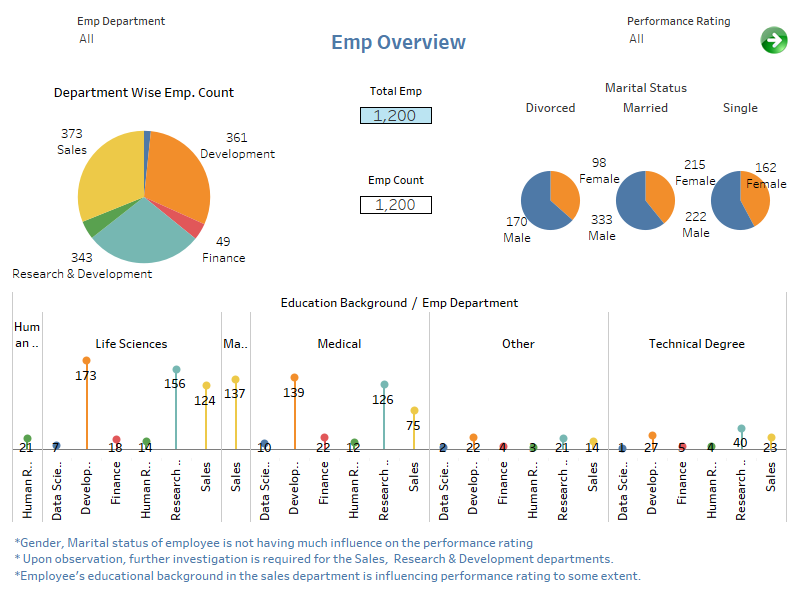 Emp Department
All
Emp Overview
Performance Rating
All
Department Wise Emp. Count
373
Sales
361
Development
49
Finance
343
Research & Development
Total Emp
1,200
Emp Count
1,200
Marital Status
Divorced Married Single
98
Female
170
Male
215
Female
333
Male
162
Female
222
Male
Education Background / Emp Department
Hum
an ..
Life Sciences
Ma..
Medical
Other
Technical Degree
21 7 173 18 14 156 124 137 10 139 22 12 126 75 2 22 4 3 21 14 1 27 5 4 40 23
Human R.. Data Scie.. Develop.. Finance Human R.. Research .. Sales Sales Data Scie.. Develop.. Finance Human R.. Research .. Sales Data Scie.. Develop.. Finance Human R.. Research .. Sales Data Scie.. Develop.. Finance Human R.. Research .. Sales
*Gender, Marital status of employee is not having much influence on the performance rating
* Upon observation, further investigation is required for the Sales, Research & Development departments.
*Employee's educational background in the sales department is influencing performance rating to some extent.